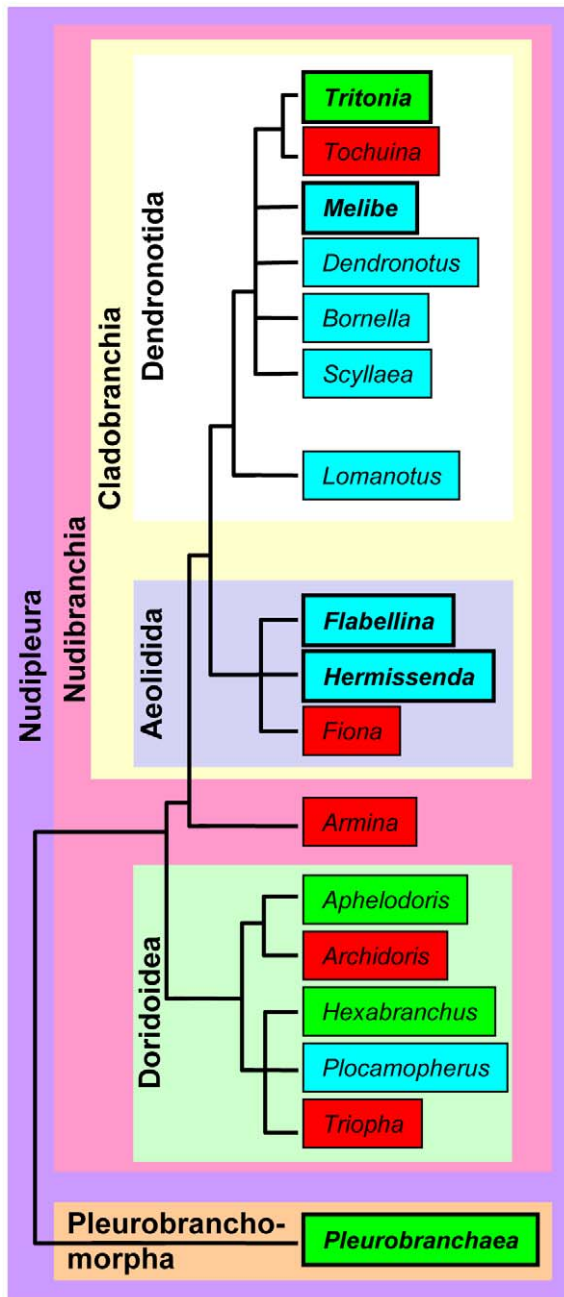 Nudipleura
Nudibranchia
Cladobranchia
Dendronotida
Tritonia
Tochuina
Melibe
Dendronotus
Bornella
Scyllaea
Lomanotus
Aeolidida
Flabellina
Hermissenda
Fiona
Armina
Doridoidea
Aphelodoris
Archidoris
Hexabranchus
Plocamopherus
Triopha
Pleurobrancho-
morpha
Pleurobranchaea